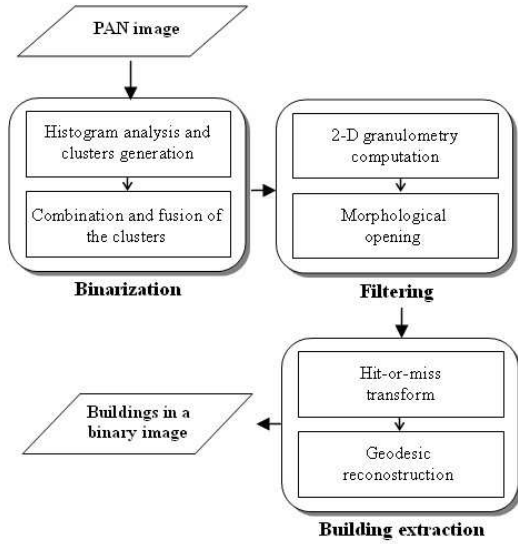 PAN image
Histogram analysis and
clusters generation
Combination and fusion of
the clusters
Binarization
2-D granulometry
computation
Morphological
opening
Filtering
Hit-or-miss
transform
Geodesic
reconostruction
Building extraction
Buildings in a
binary image